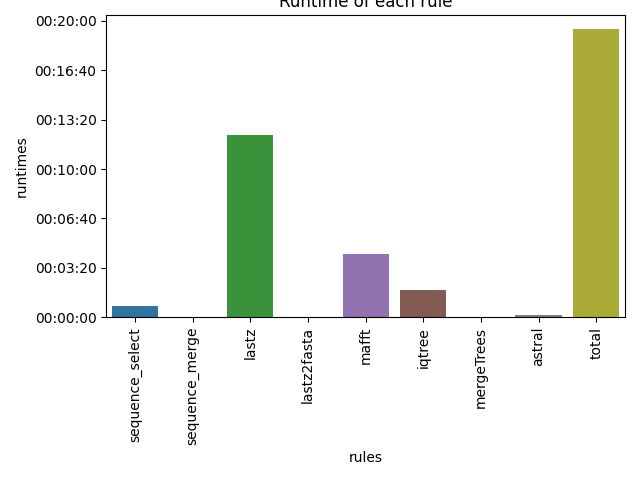 Runtime of each rule
00:20:00
00:16:40
00:13:20
00:10:00
00:06:40
00:03:20
00:00:00
runtimes
sequence_select
sequence_merge
lastz
lastz2fasta
mafft
iqtree
mergeTrees
astral
total
rules